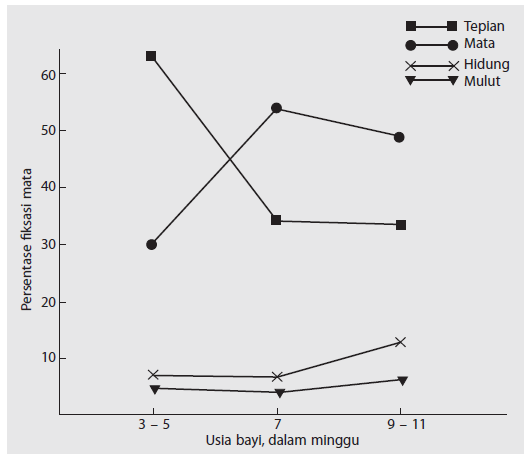 Tepian
Mata
Hidung
Mulut
60
50
40
30
20
10
Persentase fiksasi mata
3 – 5
7
9 – 11
Usia bayi, dalam minggu